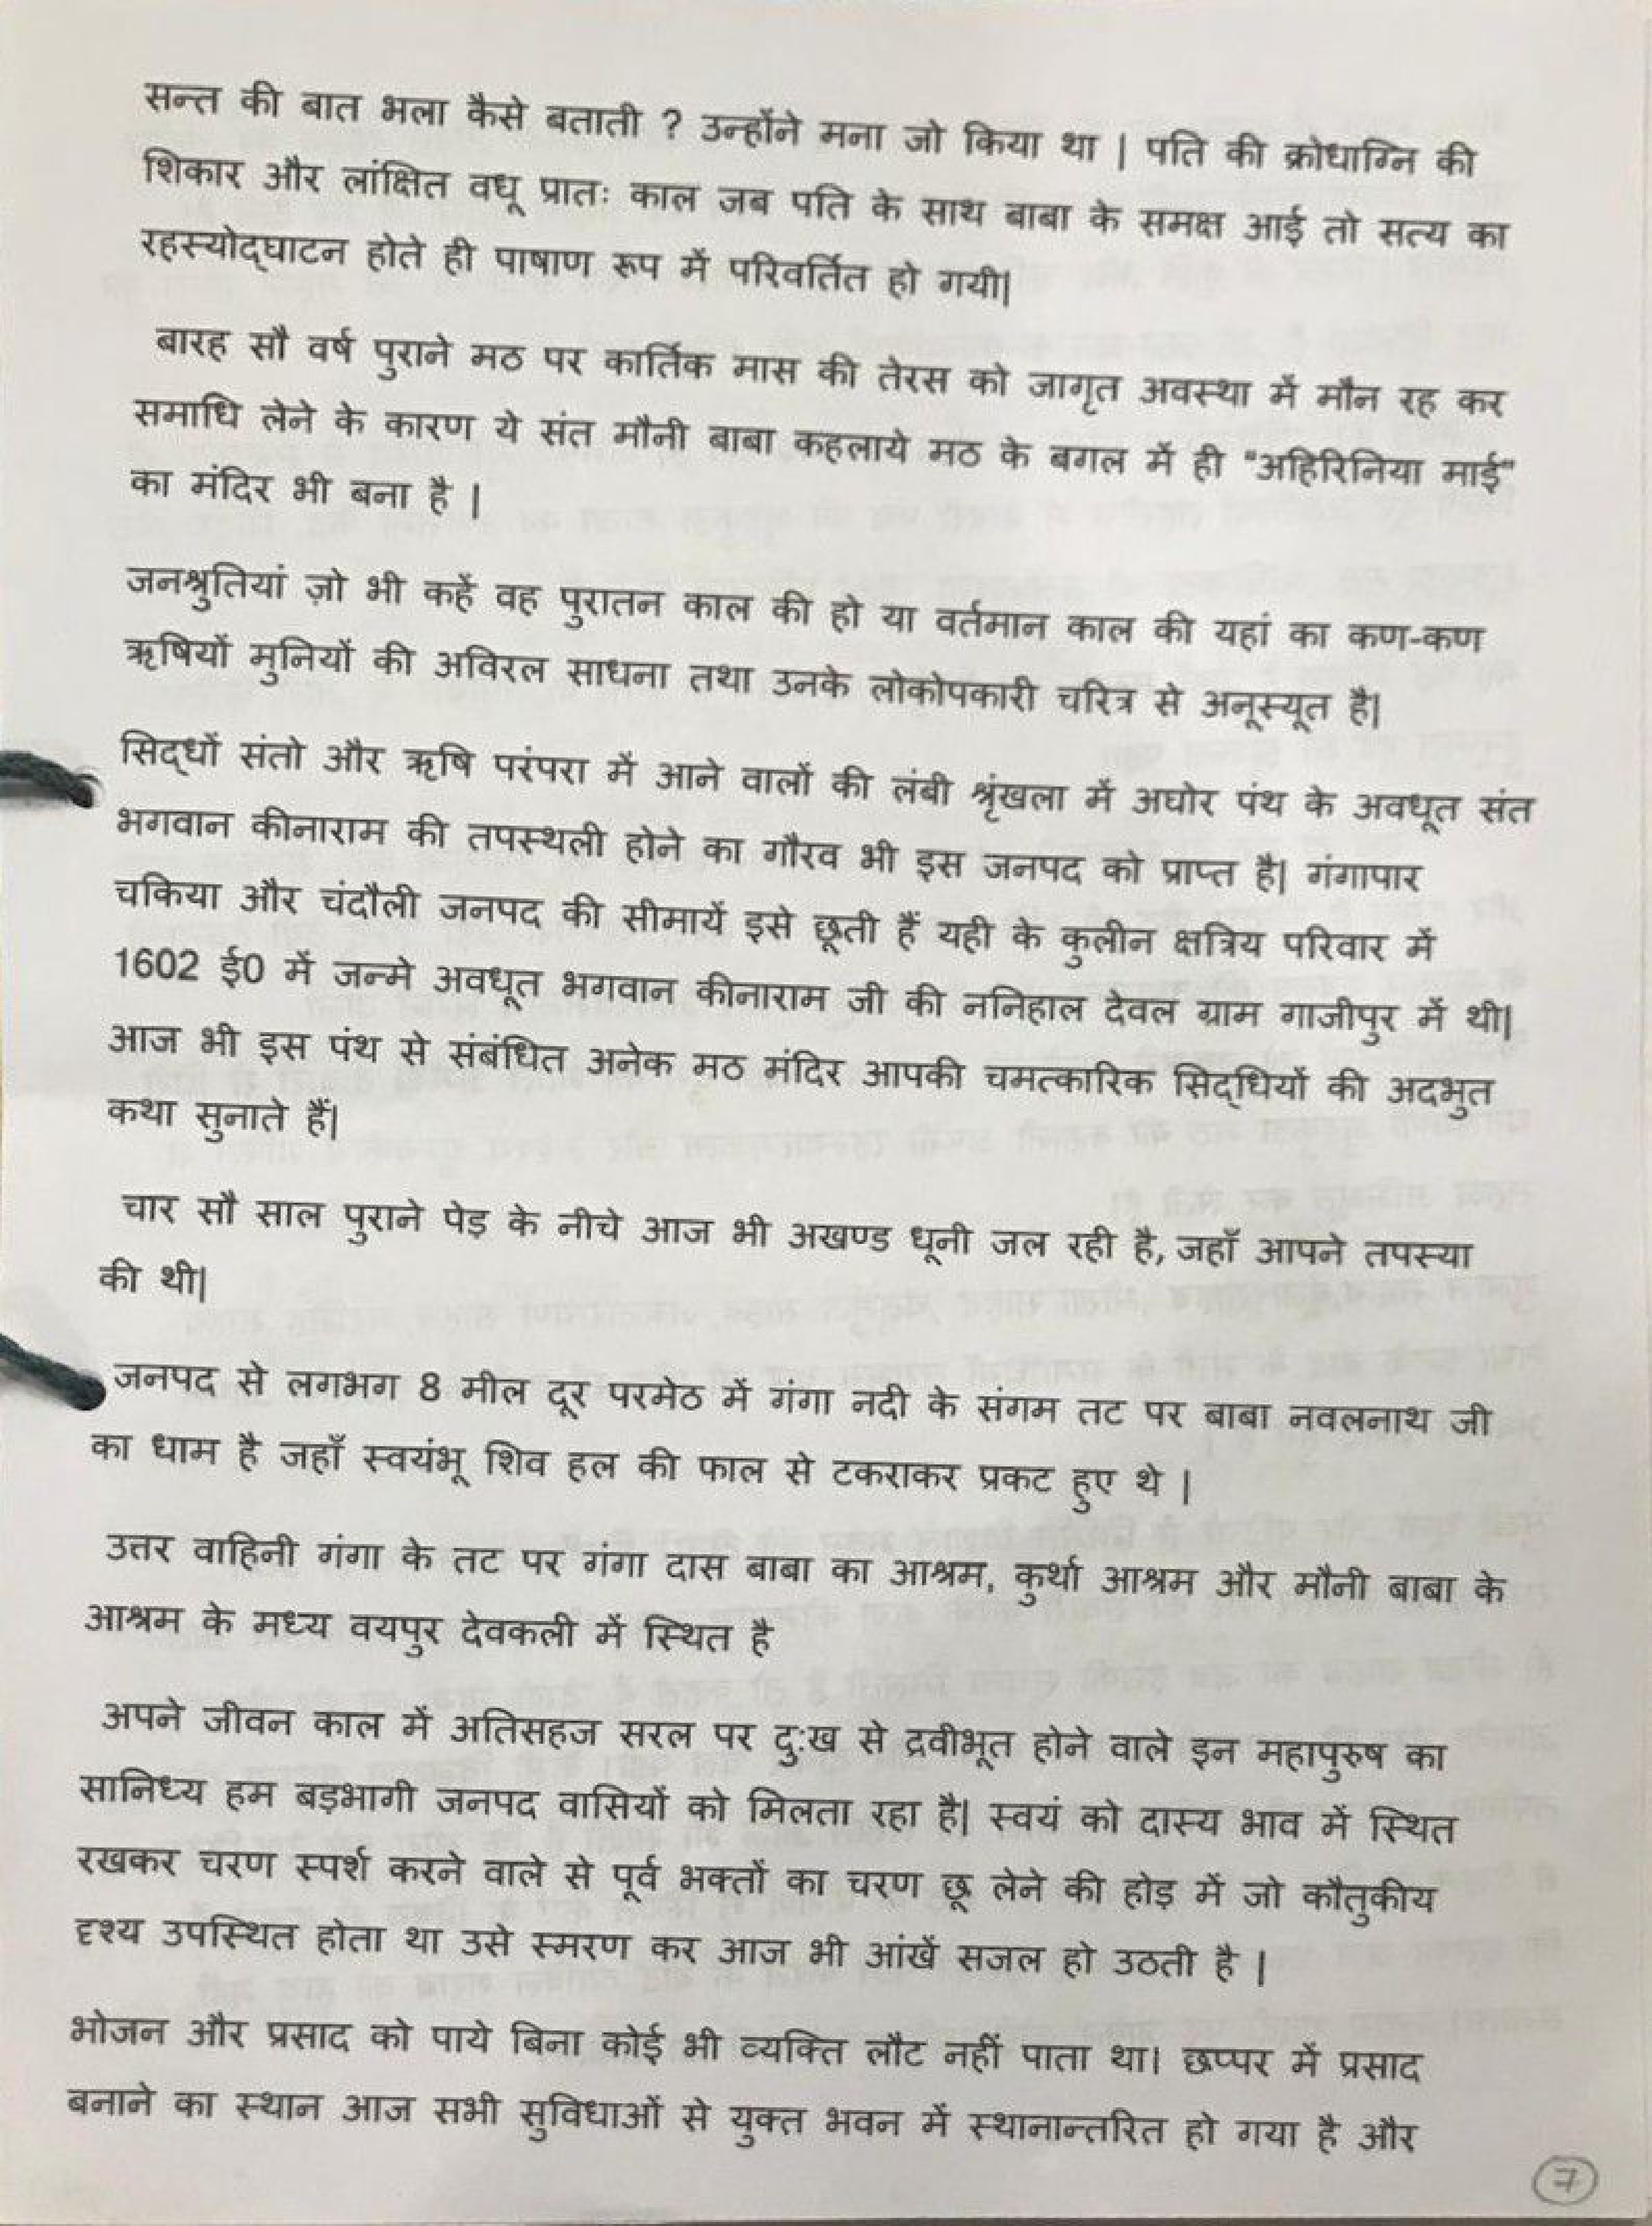 सन्त की बात भला कैसे बताती ? उन्होंने मना जो किया था | पति की क्रोधाग्नि की
शिकार और लांक्षित वधू प्रातः काल जब पति के साथ बाबा के समक्ष आई तो सत्य का
रहस्योद्घाटन होते ही पाषाण रूप में परिवर्तित हो गयी|
बारह सौ वर्ष पुराने मठ पर कार्तिक मास की तेरस को जागृत अवस्था में मौन रह कर
समाधि लेने के कारण ये संत मौनी बाबा कहलाये मठ के बगल में ही "अहिरिनिया माई"
का मंदिर भी बना है |
जनश्रुतियां ज़ो भी कहें वह पुरातन काल की हो या वर्तमान काल की यहां का कण-कण
ऋषियों मुनियों की अविरल साधना तथा उनके लोकोपकारी चरित्र से अनूस्यूत है|
सिद्धों संतो और ऋषि परंपरा में आने वालों की लंबी श्रृंखला में अघोर पंथ के अवधूत संत
भगवान कीनाराम की तपस्थली होने का गौरव भी इस जनपद को प्राप्त है| गंगापार
चकिया और चंदौली जनपद की सीमायें इसे छूती हैं यही के कुलीन क्षत्रिय परिवार में
1602 ई0 में जन्मे अवधूत भगवान कीनाराम जी की ननिहाल देवल ग्राम गाजीपुर में थी|
आज भी इस पंथ से संबंधित अनेक मठ मंदिर आपकी चमत्कारिक सिद्धियों की अदभुत
कथा सुनाते हैं|
चार सौ साल पुराने पेड़ के नीचे आज भी अखण्ड धूनी जल रही है, जहाँ आपने तपस्या
की थी|
जनपद से लगभग 8 मील दूर परमेठ में गंगा नदी के संगम तट पर बाबा नवलनाथ जी
का धाम है जहाँ स्वयंभू शिव हल की फाल से टकराकर प्रकट हुए थे |
उत्तर वाहिनी गंगा के तट पर गंगा दास बाबा का आश्रम, कुर्था आश्रम और मौनी बाबा के
आश्रम के मध्य वयपुर देवकली में स्थित है
अपने जीवन काल में अतिसहज सरल पर दु:ख से द्रवीभूत होने वाले इन महापुरुष का
सानिध्य हम बड़भागी जनपद वासियों को मिलता रहा है| स्वयं को दास्य भाव में स्थित
रखकर चरण स्पर्श करने वाले से पूर्व भक्तों का चरण छू लेने की होड़ में जो कौतुकीय
दृश्य उपस्थित होता था उसे स्मरण कर आज भी आंखें सजल हो उठती है |
भोजन और प्रसाद को पाये बिना कोई भी व्यक्ति लौट नहीं पाता था। छप्पर में प्रसाद
बनाने का स्थान आज सभी सुविधाओं से युक्त भवन में स्थानान्तरित हो गया है और
7